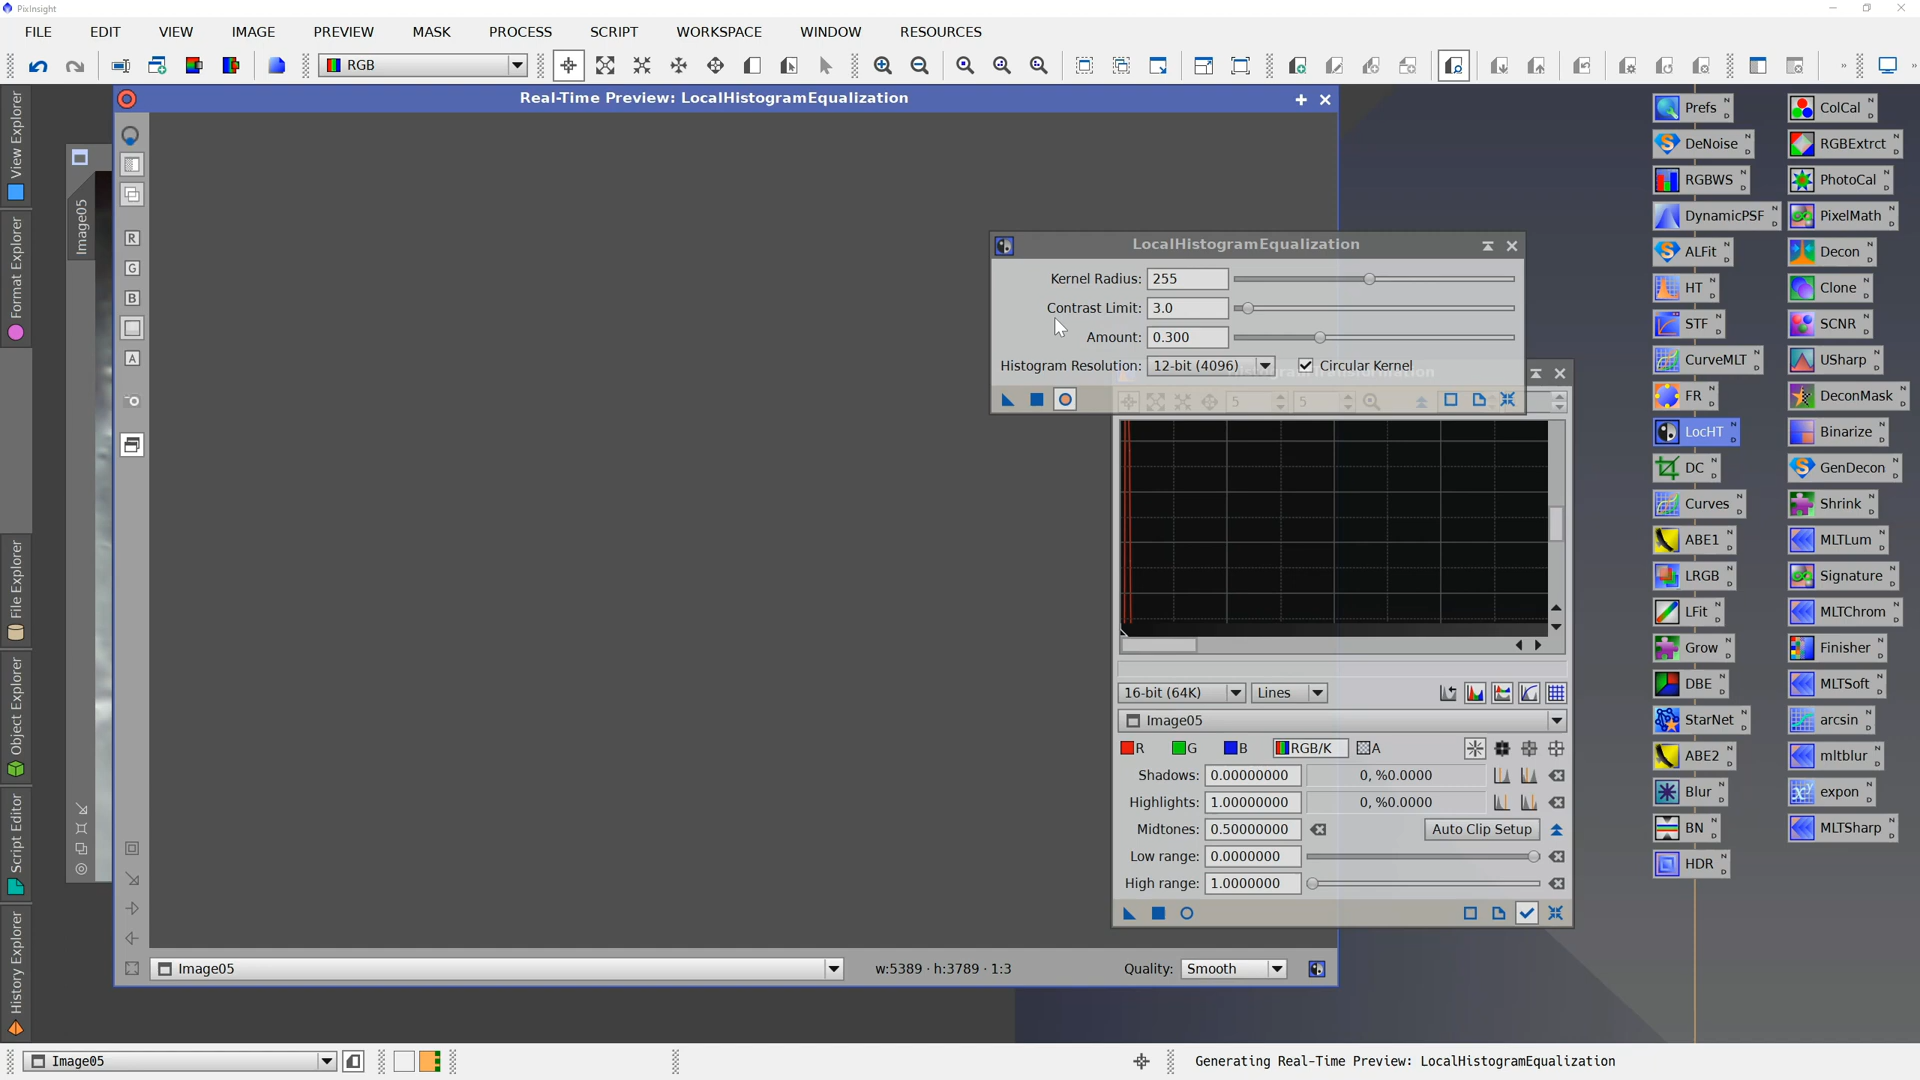 PixInsight
FILE EDIT VIEW IMAGE PREVIEW MASK PROCESS SCRIPT WORKSPACE WINDOW RESOURCES
RGB
Real-Time Preview: LocalHistogramEqualization
View Explorer
Format Explorer
File Explorer
Object Explorer
Script Editor
History Explorer
Image05
R
G
B
A
LocalHistogramEqualization
Kernel Radius: 255
Contrast Limit: 3.0
Amount: 0.300
Histogram Resolution: 12-bit (4096) Circular Kernel
5 5
16-bit (64K) Lines
Image05
R G B RGB/K A
Shadows: 0.00000000 0, %0.0000
Highlights: 1.00000000 0, %0.0000
Midtones: 0.50000000 Auto Clip Setup
Low range: 0.0000000
High range: 1.0000000
Image05 w:5389 · h:3789 · 1:3 Quality: Smooth
Prefs N D ColCal N D
DeNoise N D RGBExtrct N D
RGBWS N D PhotoCal N D
DynamicPSF N D PixelMath N D
ALFit N D Decon N D
HT N D Clone N D
STF N D SCNR N D
CurveMLT N D USharp N D
FR N D DeconMask N D
LocHT N D Binarize N D
DC N D GenDecon N D
Curves N D Shrink N D
ABE1 N D MLTLum N D
LRGB N D Signature N D
LFit N D MLTChrom N D
Grow N D Finisher N D
DBE N D MLTSoft N D
StarNet N D arcsin N D
ABE2 N D mltblur N D
Blur N D expon N D
BN N D MLTSharp N D
HDR N D
Image05 Generating Real-Time Preview: LocalHistogramEqualization